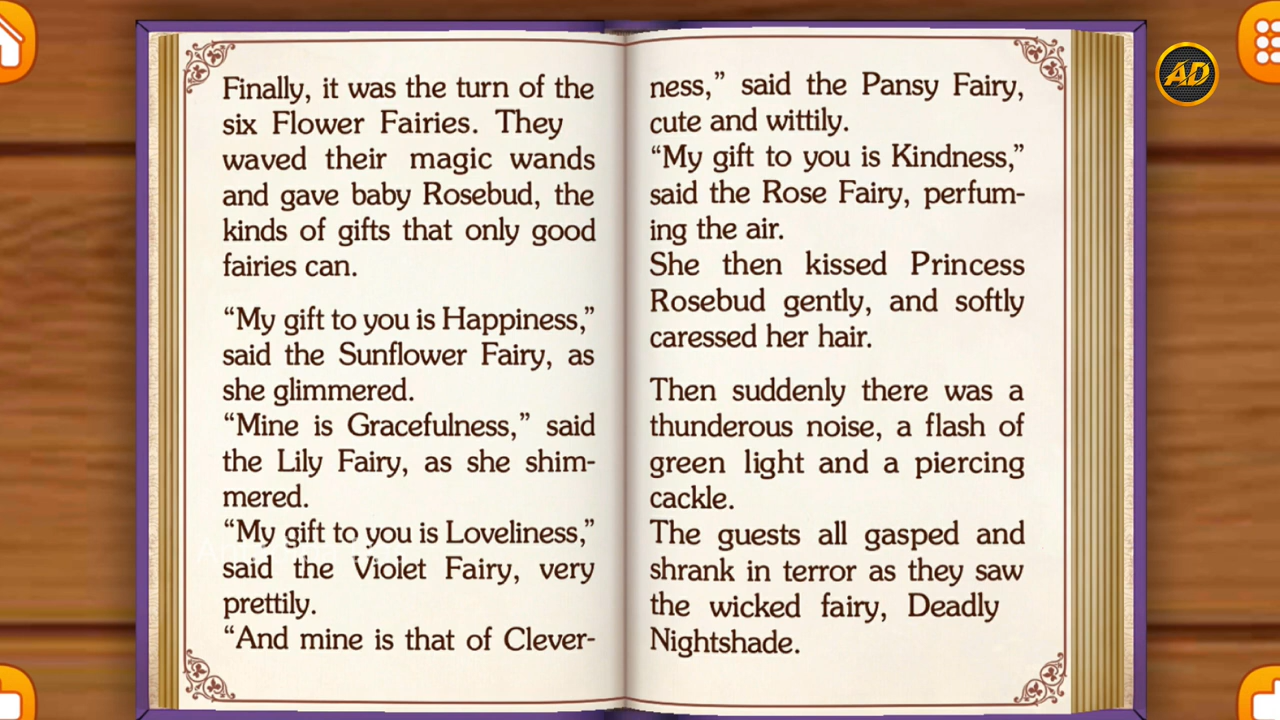 Finally, it was the turn of the
six Flower Fairies. They
waved their magic wands
and gave baby Rosebud, the
kinds of gifts that only good
fairies can.
“My gift to you is Happiness,”
said the Sunflower Fairy, as
she glimmered.
“Mine is Gracefulness,” said
the Lily Fairy, as she shim-
mered.
“My gift to you is Loveliness,”
said the Violet Fairy, very
prettily.
“And mine is that of Clever-
ness,” said the Pansy Fairy,
cute and wittily.
“My gift to you is Kindness,”
said the Rose Fairy, perfum-
ing the air.
She then kissed Princess
Rosebud gently, and softly
caressed her hair.
Then suddenly there was a
thunderous noise, a flash of
green light and a piercing
cackle.
The guests all gasped and
shrank in terror as they saw
the wicked fairy, Deadly
Nightshade.
AD